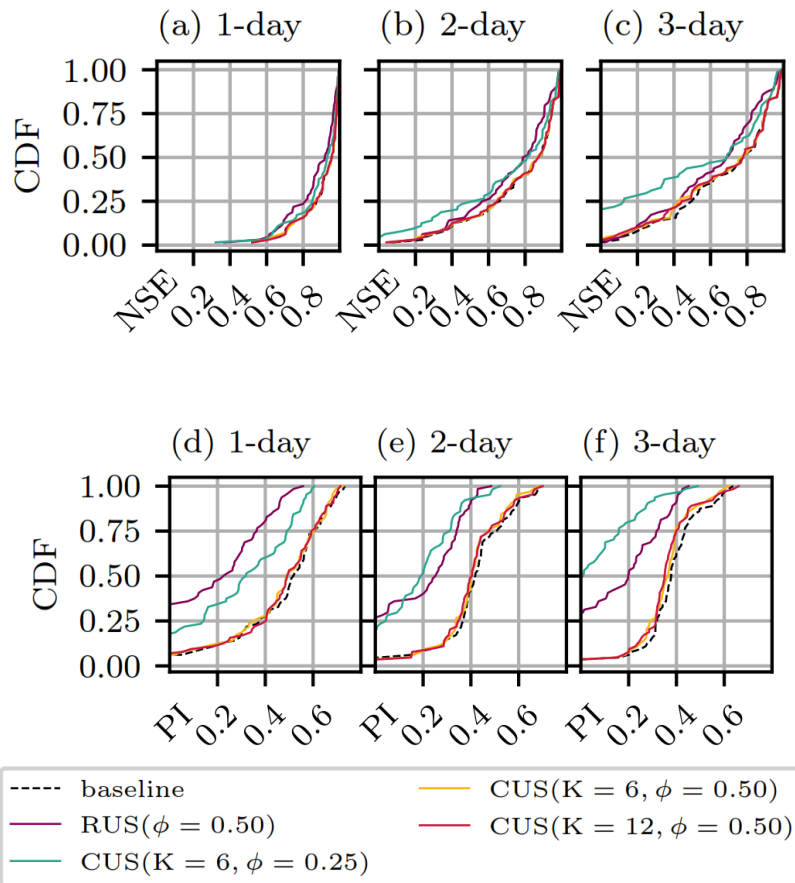 (a) 1-day (b) 2-day (c) 3-day
1.00
0.75
0.50
0.25
0.00
CDF
NSE 0.2 0.4 0.6 0.8 NSE 0.2 0.4 0.6 0.8 NSE 0.2 0.4 0.6 0.8
(d) 1-day (e) 2-day (f) 3-day
1.00
0.75
0.50
0.25
0.00
CDF
PI 0.2 0.4 0.6 PI 0.2 0.4 0.6 PI 0.2 0.4 0.6
baseline
RUS(ϕ = 0.50)
CUS(K = 6, ϕ = 0.25)
CUS(K = 6, ϕ = 0.50)
CUS(K = 12, ϕ = 0.50)